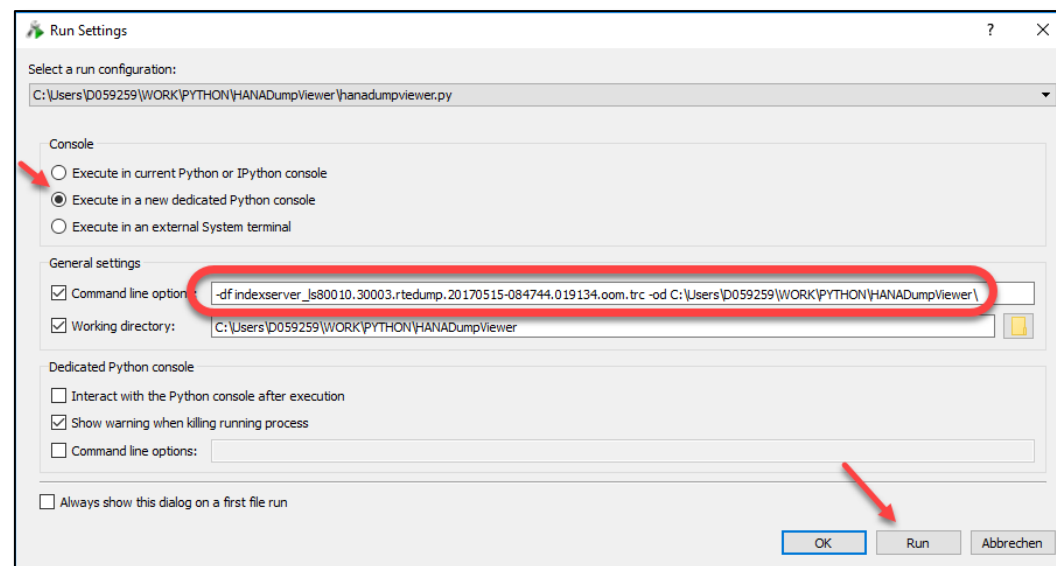 Run Settings
?
Select a run configuration:
C:\Users\D059259\WORK\PYTHON\HANADumpViewer\hanadumpviewer.py
Console
Execute in current Python or IPython console
Execute in a new dedicated Python console
Execute in an external System terminal
General settings
Command line option: -df indexserver_ls80010.30003.rtedump.20170515-084744.019134.oom.trc -od C:\Users\D059259\WORK\PYTHON\HANADumpViewer\
Working directory: C:\Users\D059259\WORK\PYTHON\HANADumpViewer
Dedicated Python console
Interact with the Python console after execution
Show warning when killing running process
Command line options:
Always show this dialog on a first file run
OK Run Abbrechen